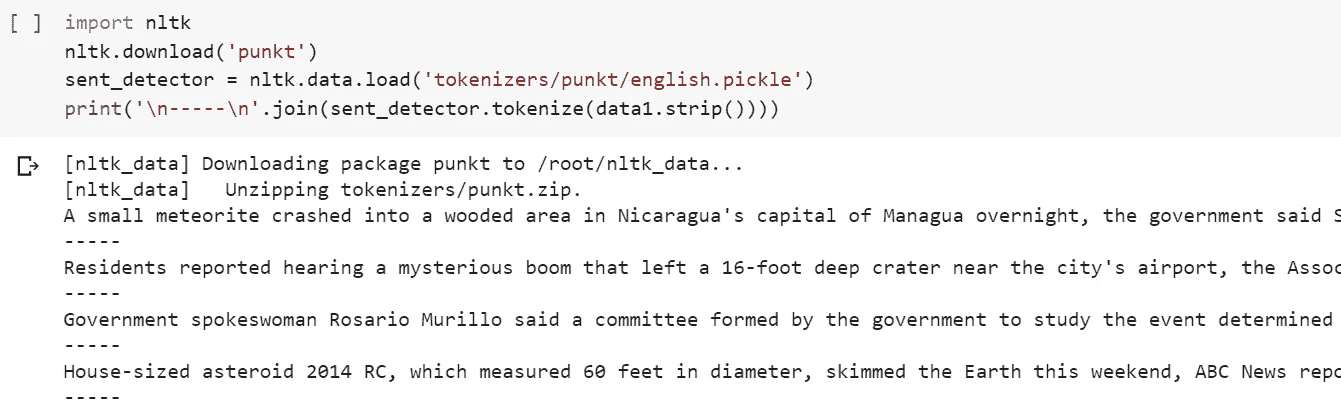 [ ] import nltk
nltk.download('punkt')
sent_detector = nltk.data.load('tokenizers/punkt/english.pickle')
print('\n-----\n'.join(sent_detector.tokenize(data1.strip())))
[nltk_data] Downloading package punkt to /root/nltk_data...
[nltk_data]   Unzipping tokenizers/punkt.zip.
A small meteorite crashed into a wooded area in Nicaragua's capital of Managua overnight, the government said S
-----
Residents reported hearing a mysterious boom that left a 16-foot deep crater near the city's airport, the Assoc
-----
Government spokeswoman Rosario Murillo said a committee formed by the government to study the event determined
-----
House-sized asteroid 2014 RC, which measured 60 feet in diameter, skimmed the Earth this weekend, ABC News repo
-----